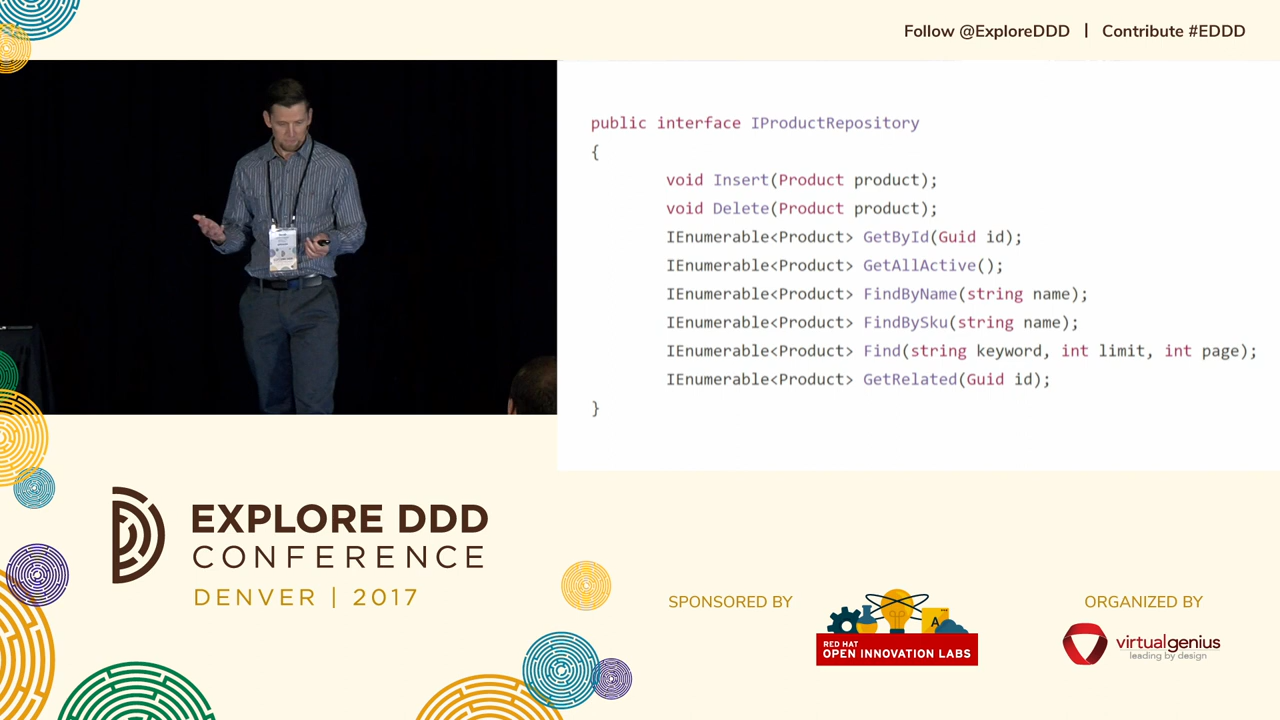 Follow @ExploreDDD | Contribute #EDDD
public interface IProductRepository
{
void Insert(Product product);
void Delete(Product product);
IEnumerable<Product> GetById(Guid id);
IEnumerable<Product> GetAllActive();
IEnumerable<Product> FindByName(string name);
IEnumerable<Product> FindBySku(string name);
IEnumerable<Product> Find(string keyword, int limit, int page);
IEnumerable<Product> GetRelated(Guid id);
}
EXPLORE DDD
CONFERENCE
DENVER | 2017
SPONSORED BY
A
RED HAT
OPEN INNOVATION LABS
ORGANIZED BY
virtualgenius
leading by design